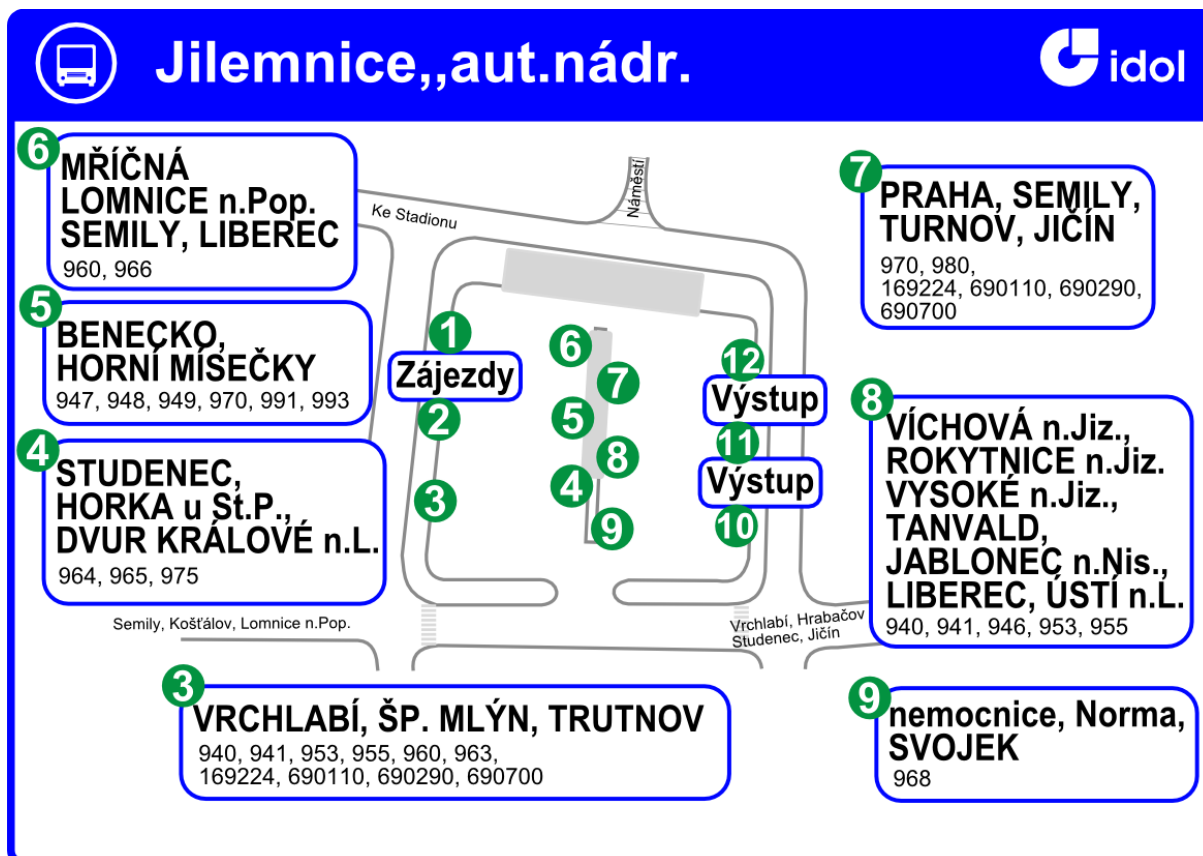 Jilemnice,,aut.nádr.
idol
6
MŘÍČNÁ
LOMNICE n.Pop.
SEMILY, LIBEREC
960, 966
5
BENECKO,
HORNÍ MÍSEČKY
947, 948, 949, 970, 991, 993
4
STUDENEC,
HORKA u St.P.,
DVUR KRÁLOVÉ n.L.
964, 965, 975
Ke Stadionu
Náměstí
1
Zájezdy
2
3
6
7
5
8
4
9
12
Výstup
11
Výstup
10
Semily, Košťálov, Lomnice n.Pop.
Vrchlabí, Hrabačov
Studenec, Jičín
7
PRAHA, SEMILY,
TURNOV, JIČÍN
970, 980,
169224, 690110, 690290,
690700
8
VÍCHOVÁ n.Jiz.,
ROKYTNICE n.Jiz.
VYSOKÉ n.Jiz.,
TANVALD,
JABLONEC n.Nis.,
LIBEREC, ÚSTÍ n.L.
940, 941, 946, 953, 955
3
VRCHLABÍ, ŠP. MLÝN, TRUTNOV
940, 941, 953, 955, 960, 963,
169224, 690110, 690290, 690700
9
nemocnice, Norma,
SVOJEK
968